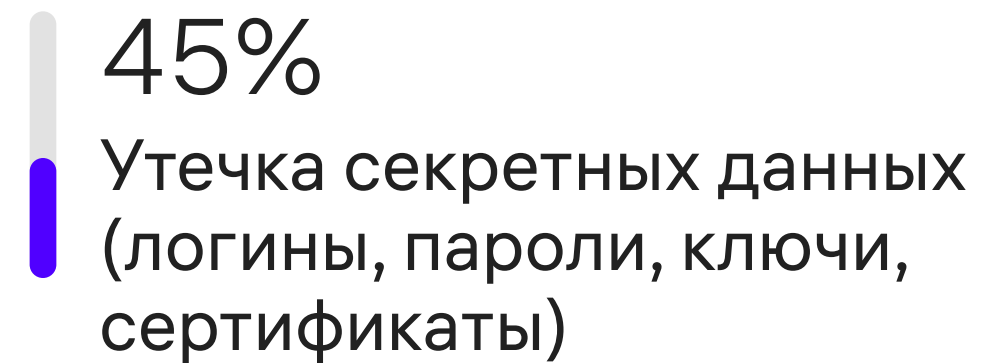 45%
Утечка секретных данных
(логины, пароли, ключи,
сертификаты)